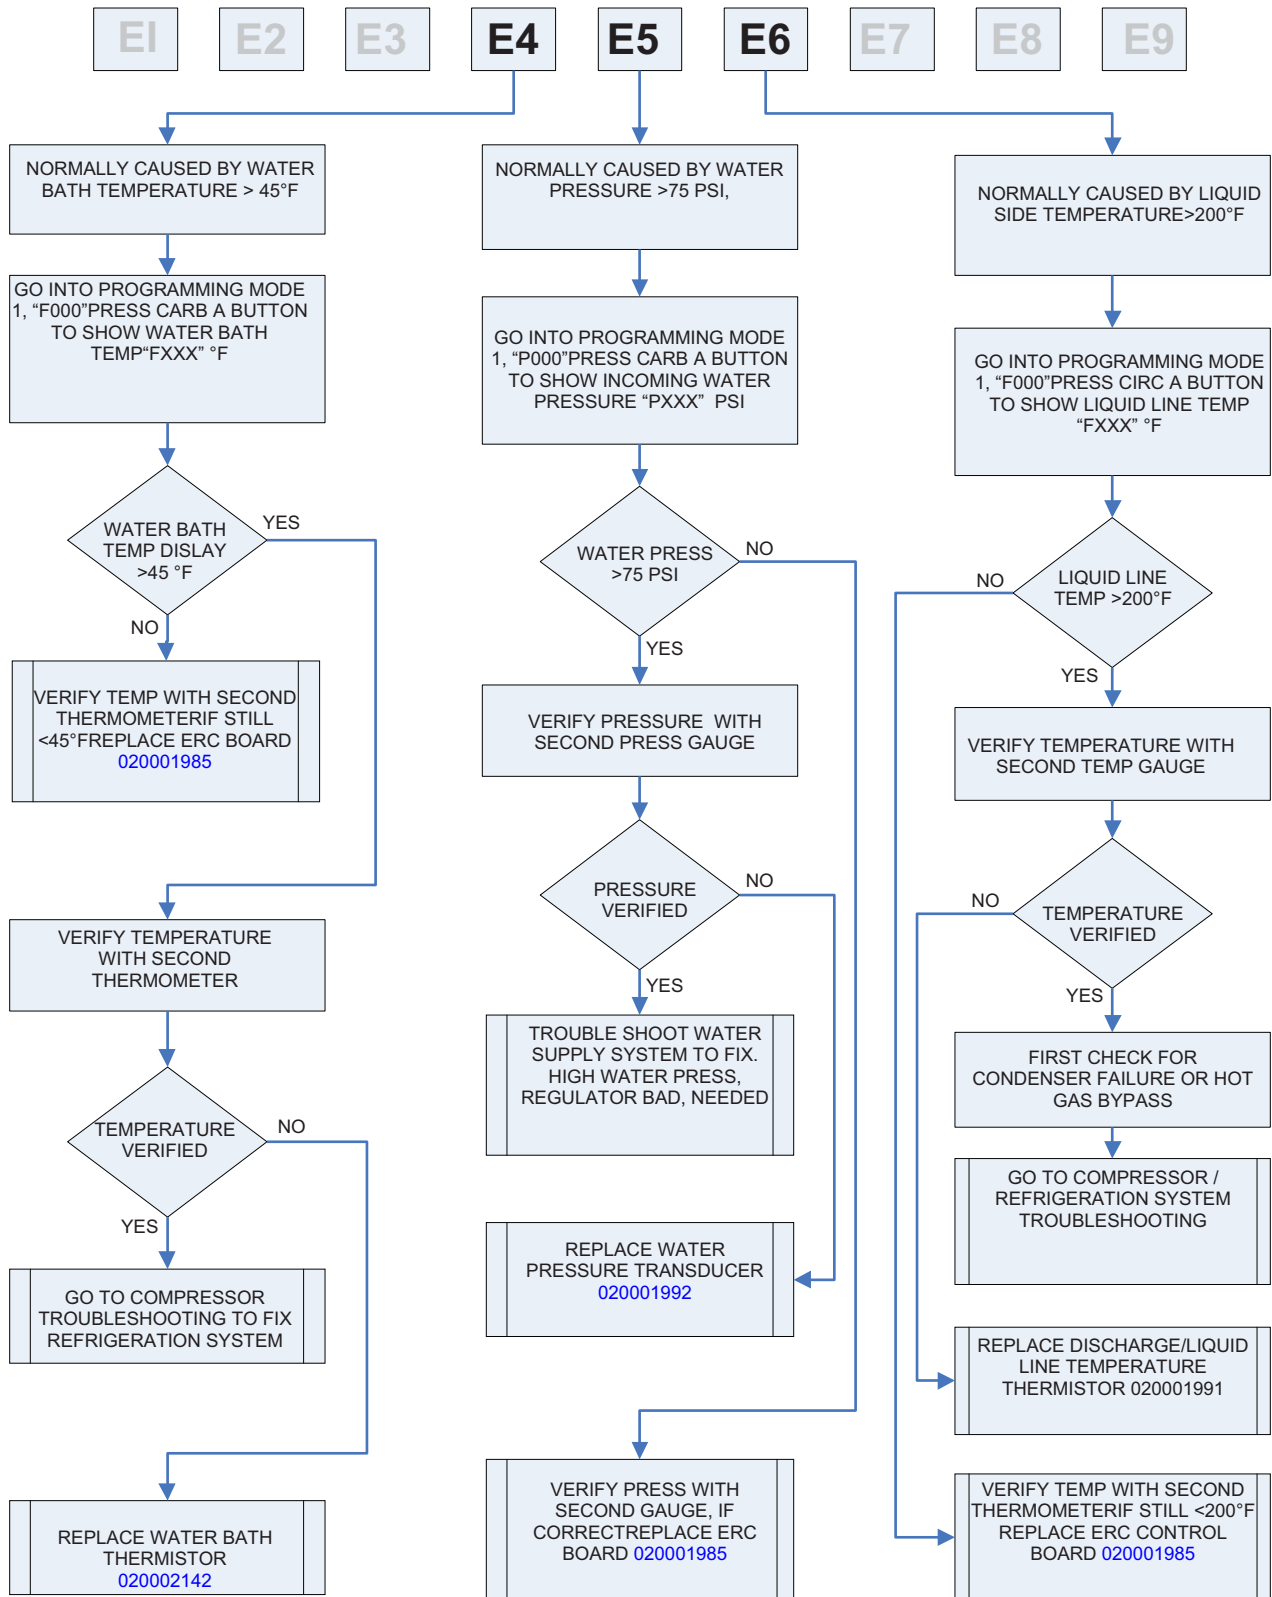 E1 E2 E3 E4 E5 E6 E7 E8 E9
NORMALLY CAUSED BY WATER
BATH TEMPERATURE > 45°F
GO INTO PROGRAMMING MODE
1, “F000”PRESS CARB A BUTTON
TO SHOW WATER BATH
TEMP“FXXX” °F
WATER BATH
TEMP DISLAY
>45 °F
YES
NO
VERIFY TEMP WITH SECOND
THERMOMETERIF STILL
<45°FREPLACE ERC BOARD
020001985
VERIFY TEMPERATURE
WITH SECOND
THERMOMETER
TEMPERATURE
VERIFIED
NO
YES
GO TO COMPRESSOR
TROUBLESHOOTING TO FIX
REFRIGERATION SYSTEM
REPLACE WATER BATH
THERMISTOR
020002142
NORMALLY CAUSED BY WATER
PRESSURE >75 PSI,
GO INTO PROGRAMMING MODE
1, “P000”PRESS CARB A BUTTON
TO SHOW INCOMING WATER
PRESSURE “PXXX”  PSI
WATER PRESS
>75 PSI
NO
YES
VERIFY PRESSURE  WITH
SECOND PRESS GAUGE
PRESSURE
VERIFIED
NO
YES
TROUBLE SHOOT WATER
SUPPLY SYSTEM TO FIX.
HIGH WATER PRESS,
REGULATOR BAD, NEEDED
REPLACE WATER
PRESSURE TRANSDUCER
020001992
VERIFY PRESS WITH
SECOND GAUGE, IF
CORRECTREPLACE ERC
BOARD 020001985
NORMALLY CAUSED BY LIQUID
SIDE TEMPERATURE>200°F
GO INTO PROGRAMMING MODE
1, “F000”PRESS CIRC A BUTTON
TO SHOW LIQUID LINE TEMP
“FXXX” °F
LIQUID LINE
TEMP >200°F
NO
YES
VERIFY TEMPERATURE WITH
SECOND TEMP GAUGE
TEMPERATURE
VERIFIED
NO
YES
FIRST CHECK FOR
CONDENSER FAILURE OR HOT
GAS BYPASS
GO TO COMPRESSOR /
REFRIGERATION SYSTEM
TROUBLESHOOTING
REPLACE DISCHARGE/LIQUID
LINE TEMPERATURE
THERMISTOR 020001991
VERIFY TEMP WITH SECOND
THERMOMETERIF STILL <200°F
REPLACE ERC CONTROL
BOARD 020001985